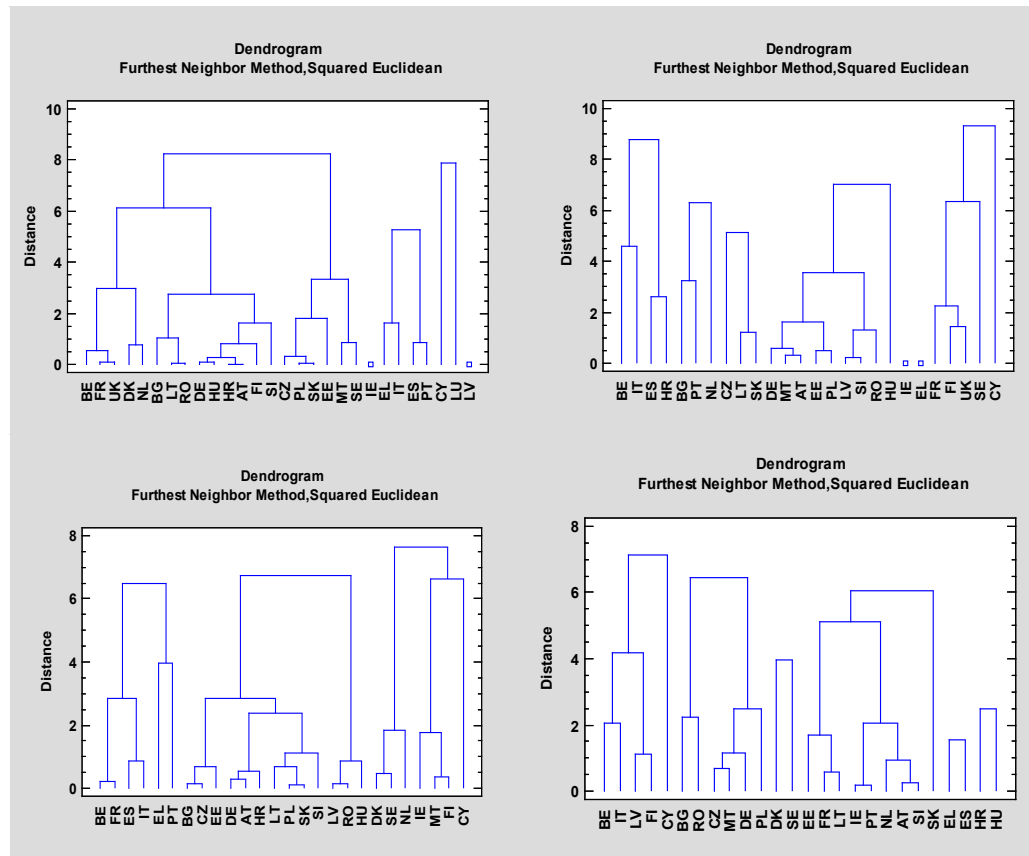 Dendrogram
Furthest Neighbor Method,Squared Euclidean
10
8
6
4
2
0
Distance
BE FR UK DK NL BG LT RO DE HU HR AT FI SI CZ PL SK EE MT SE IE EL IT ES PT CY LU LV
Dendrogram
Furthest Neighbor Method,Squared Euclidean
10
8
6
4
2
0
Distance
BE IT ES HR BG PT NL CZ LT SK DE MT AT EE PL LV SI RO HU IE EL FR FI UK SE CY
Dendrogram
Furthest Neighbor Method,Squared Euclidean
8
6
4
2
0
Distance
BE FR ES IT EL PT BG CZ EE DE AT HR LT PL SK SI LV RO HU DK SE NL IE MT FI CY
Dendrogram
Furthest Neighbor Method,Squared Euclidean
8
6
4
2
0
Distance
BE IT LV FI CY BG RO CZ MT DE PL DK SE EE FR LT IE PT NL AT SI SK EL ES HR HU